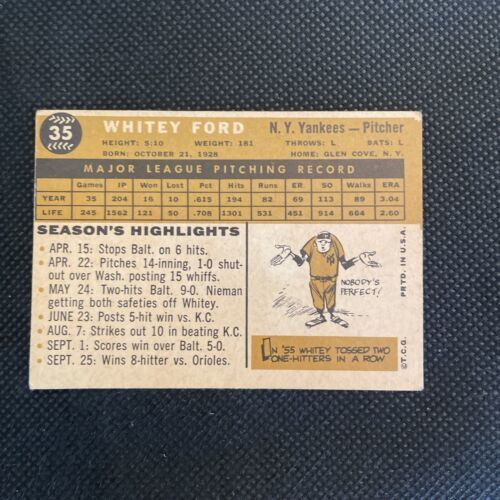 35
WHITEY FORD
N. Y. Yankees — Pitcher
HEIGHT: 5:10 WEIGHT: 181 THROWS: L BATS: L
BORN: OCTOBER 21, 1928 HOME: GLEN COVE, N. Y.
MAJOR LEAGUE PITCHING RECORD
Games IP Won Lost Pct Hits Runs ER. SO Walks ERA
YEAR 35 204 16 10 .615 194 82 69 113 89 3.04
LIFE 245 1562 121 50 .708 1301 531 451 914 664 2.60
SEASON'S HIGHLIGHTS
• APR. 15: Stops Balt. on 6 hits.
• APR. 22: Pitches 14-inning, 1-0 shut-
out over Wash. posting 15 whiffs.
• MAY 24: Two-hits Balt. 9-0. Nieman
getting both safeties off Whitey.
• JUNE 23: Posts 5-hit win vs. K.C.
• AUG. 7: Strikes out 10 in beating K.C.
• SEPT. 1: Scores win over Balt. 5-0.
• SEPT. 25: Wins 8-hitter vs. Orioles.
NOBODY'S
PERFECT!
IN '55 WHITEY TOSSED TWO
ONE-HITTERS IN A ROW
©T.C.G. PRTD. IN U.S.A.